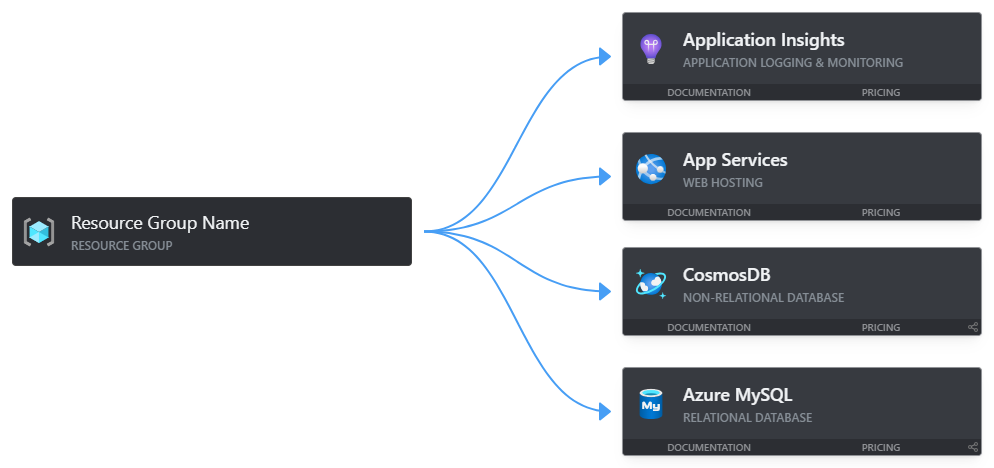 Application Insights
APPLICATION LOGGING & MONITORING
DOCUMENTATION PRICING
App Services
WEB HOSTING
DOCUMENTATION PRICING
Resource Group Name
RESOURCE GROUP
CosmosDB
NON-RELATIONAL DATABASE
DOCUMENTATION PRICING
Azure MySQL
My
RELATIONAL DATABASE
DOCUMENTATION PRICING